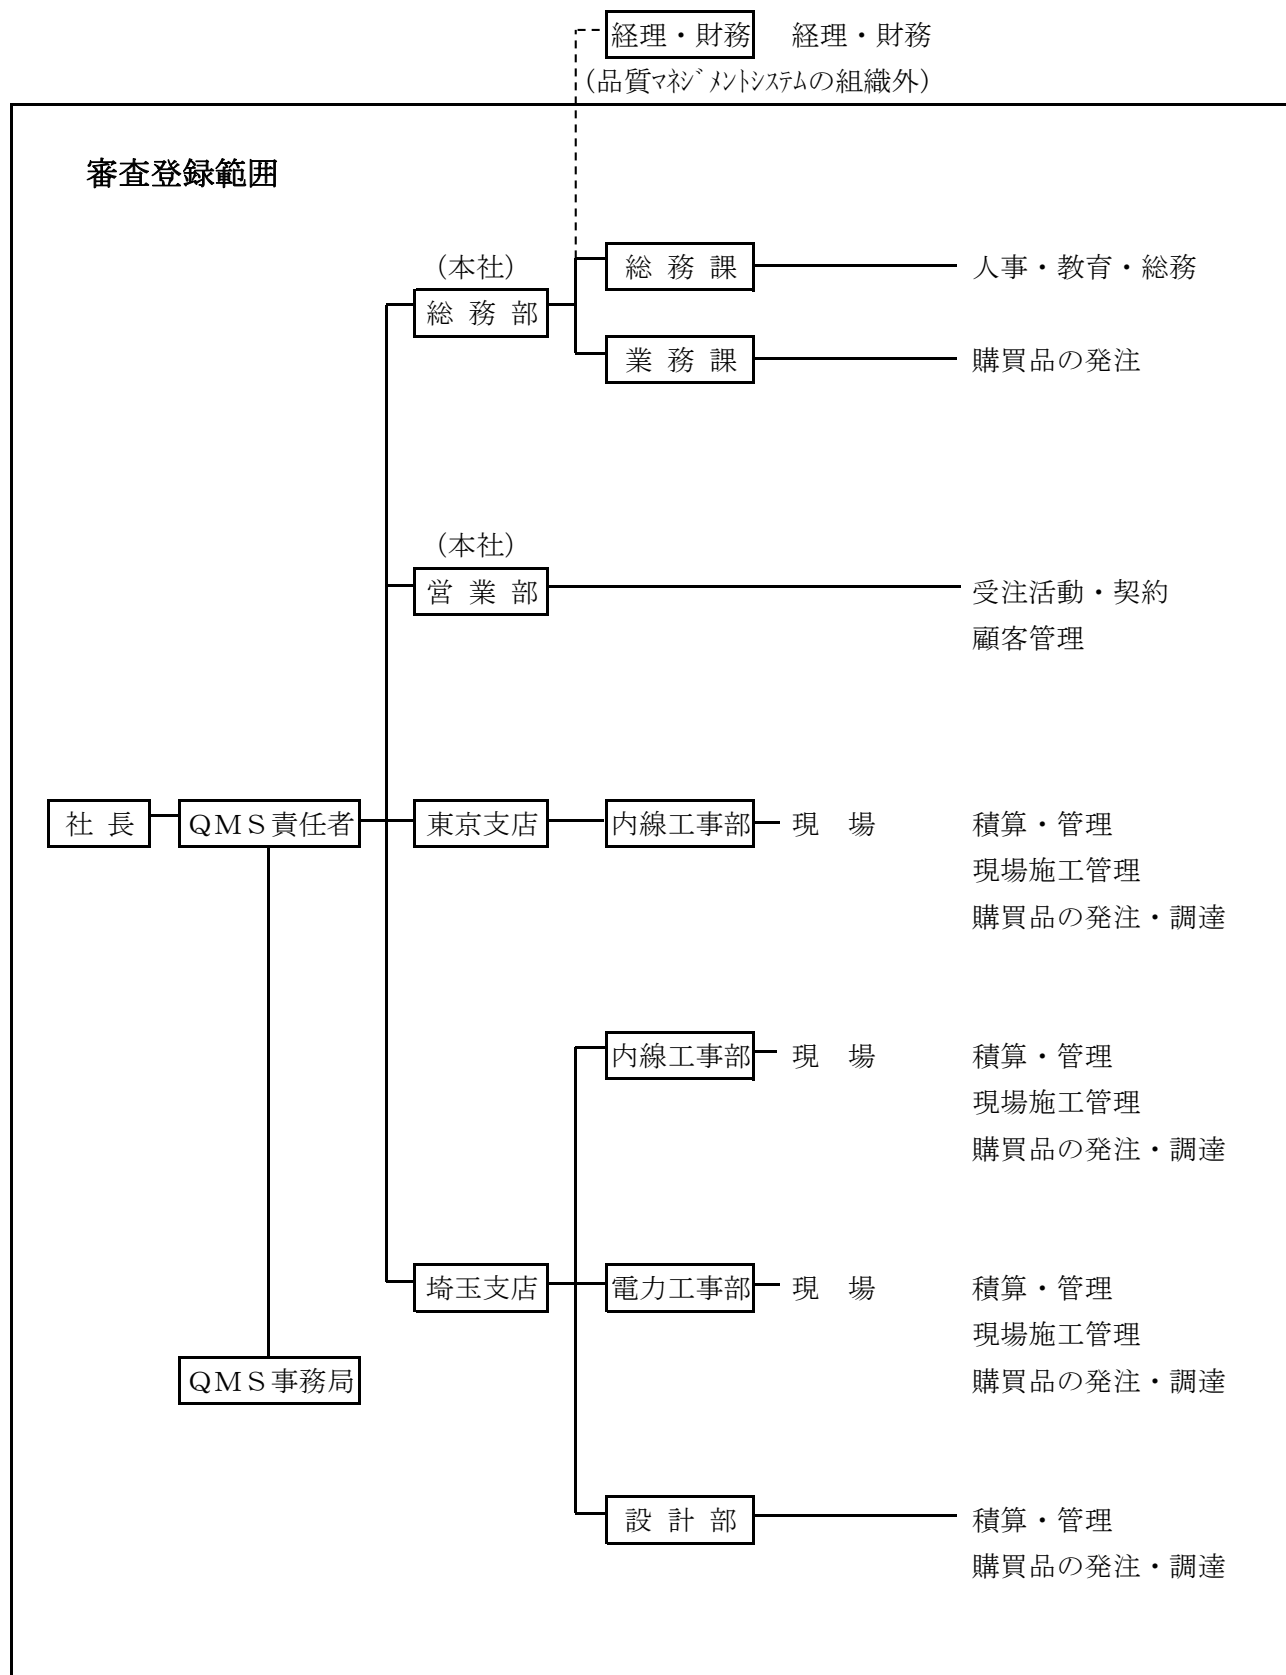 経理・財務　経理・財務
（品質ﾏﾈｼﾞﾒﾝﾄｼｽﾃﾑの組織外）
審査登録範囲
（本社）　総 務 課　人事・教育・総務
総 務 部
業 務 課　購買品の発注
（本社）
営 業 部　受注活動・契約
顧客管理
社 長　ＱＭＳ責任者　東京支店　内線工事部　現　場　積算・管理
現場施工管理
購買品の発注・調達
内線工事部　現　場　積算・管理
現場施工管理
購買品の発注・調達
埼玉支店　電力工事部　現　場　積算・管理
現場施工管理
ＱＭＳ事務局　購買品の発注・調達
設 計 部　積算・管理
購買品の発注・調達